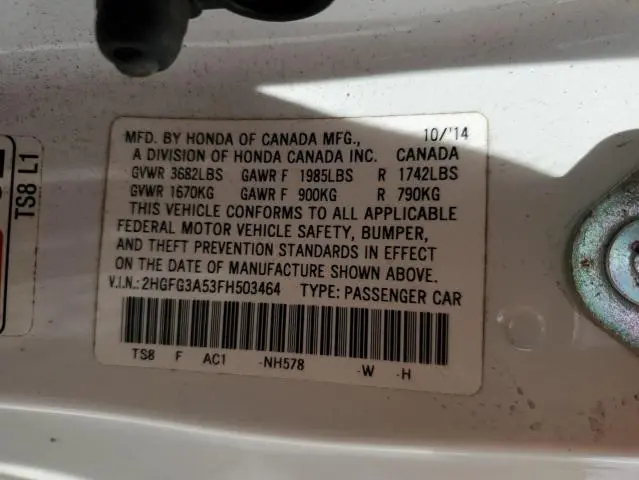 MFD. BY HONDA OF CANADA MFG., 10/'14
A DIVISION OF HONDA CANADA INC. CANADA
GVWR 3682LBS GAWR F 1985LBS R 1742LBS
GVWR 1670KG GAWR F 900KG R 790KG
THIS VEHICLE CONFORMS TO ALL APPLICABLE
FEDERAL MOTOR VEHICLE SAFETY, BUMPER,
AND THEFT PREVENTION STANDARDS IN EFFECT
ON THE DATE OF MANUFACTURE SHOWN ABOVE.
V.I.N.: 2HGFG3A53FH503464 TYPE: PASSENGER CAR
TS8 F AC1 -NH578 -W -H
TS8 L1